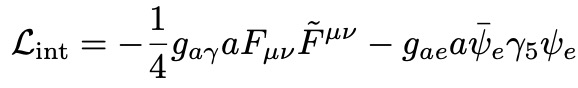 $\mathcal{L}_{\text{int}} = -\frac{1}{4} g_{a\gamma} a F_{\mu\nu} \tilde{F}^{\mu\nu} - g_{ae} a \bar{\psi}_e \gamma_5 \psi_e$